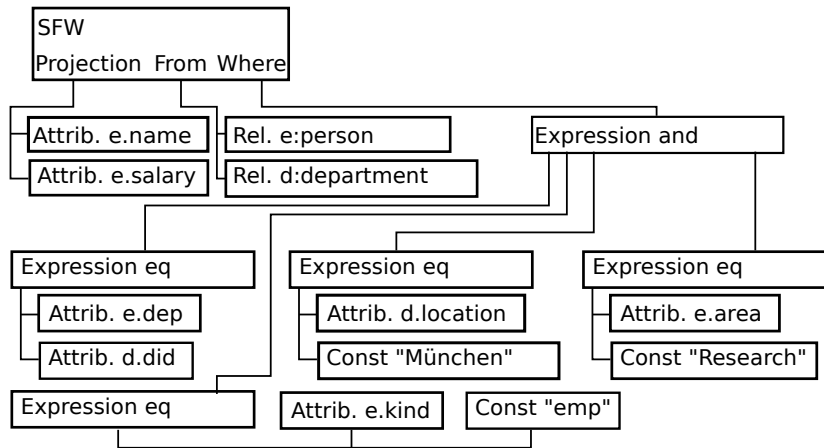 SFW
Projection From Where
Attrib. e.name
Rel. e:person
Expression and
Attrib. e.salary
Rel. d:department
Expression eq
Expression eq
Expression eq
Attrib. e.dep
Attrib. d.location
Attrib. e.area
Attrib. d.did
Const "München"
Const "Research"
Expression eq
Attrib. e.kind
Const "emp"